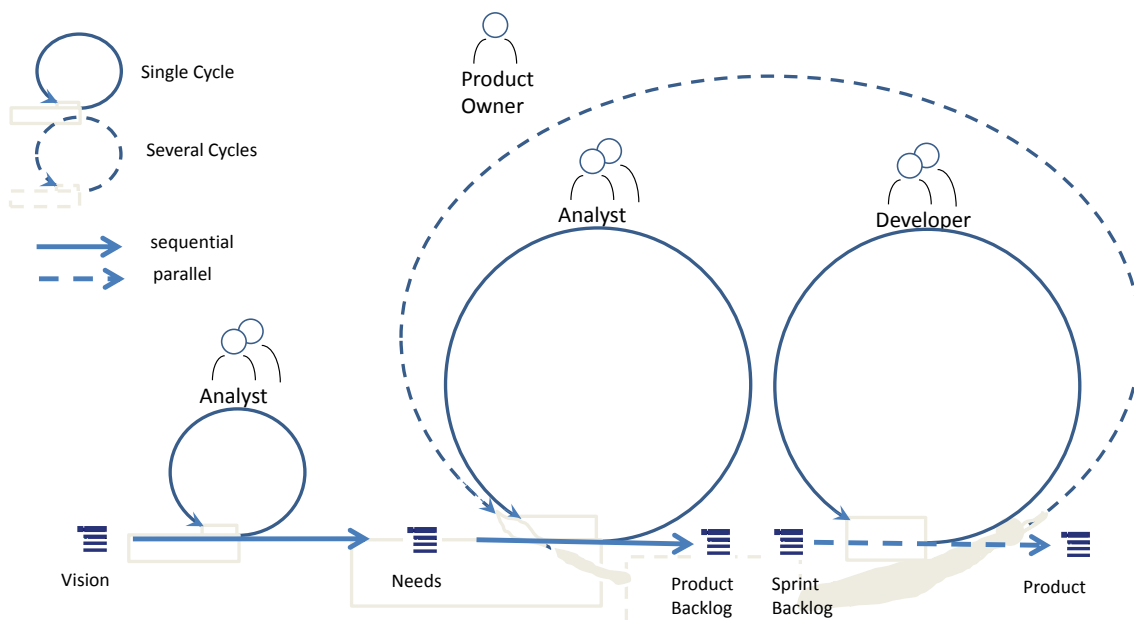 Single Cycle
Several Cycles
sequential
parallel
Product
Owner
Analyst
Developer
Analyst
Vision
Needs
Product
Backlog
Sprint
Backlog
Product